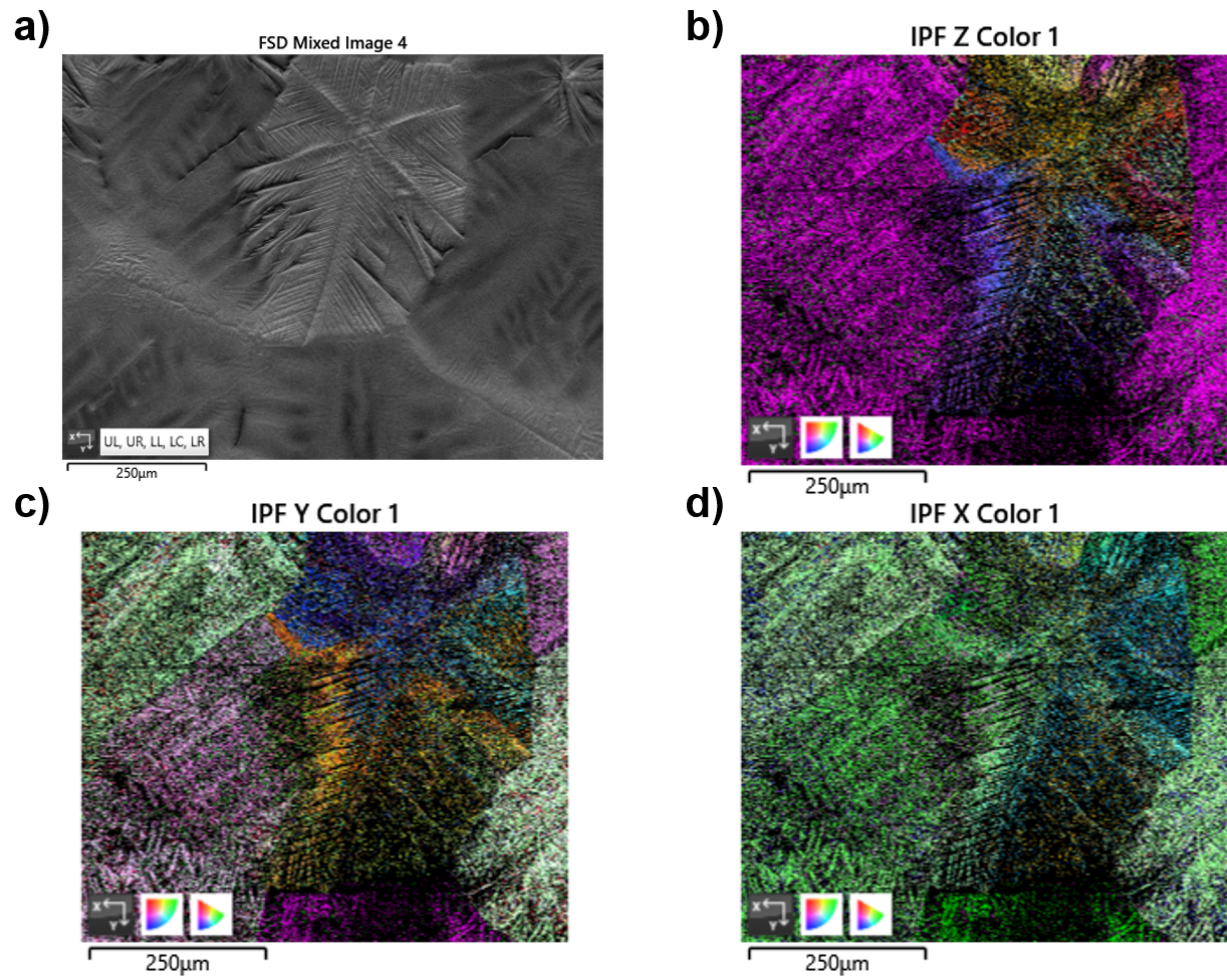 a)
FSD Mixed Image 4
X
Y
UL, UR, LL, LC, LR
250µm
b)
IPF Z Color 1
X
Y
250µm
c)
IPF Y Color 1
X
Y
250µm
d)
IPF X Color 1
X
Y
250µm